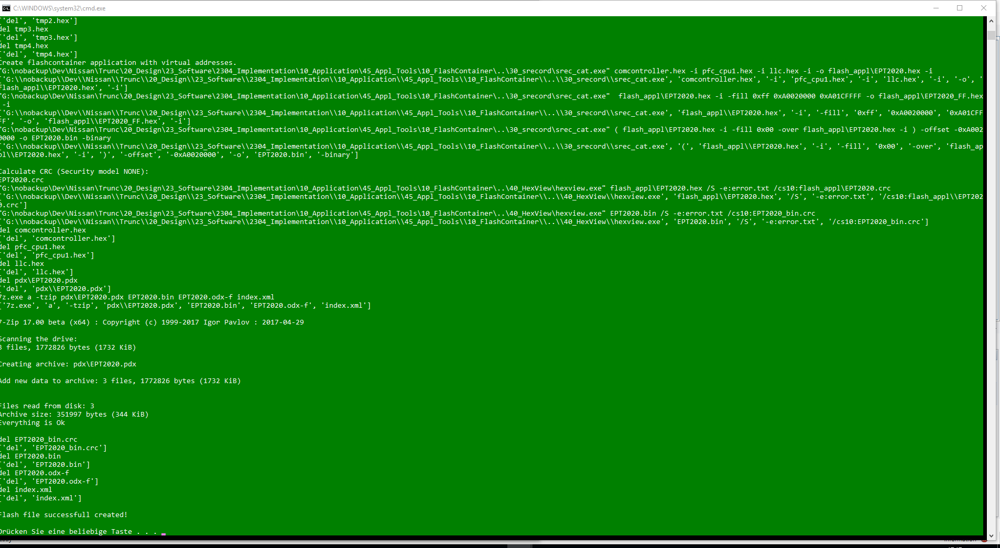 C:\WINDOWS\system32\cmd.exe
['del', 'tmp2.hex']
del tmp3.hex
['del', 'tmp3.hex']
del tmp4.hex
['del', 'tmp4.hex']
Create flashcontainer application with virtual addresses.
"G:\nobackup\Dev\Nissan\Trunc\20_Design\23_Software\2304_Implementation\10_Application\45_Appl_Tools\10_FlashContainer\..\30_srecord\srec_cat.exe" comcontroller.hex -i pfc_cpu1.hex -i llc.hex -i -o flash_appl\EPT2020.hex -i
['G:\\nobackup\\Dev\\Nissan\\Trunc\\20_Design\\23_Software\\2304_Implementation\\10_Application\\45_Appl_Tools\\10_FlashContainer\\..\\30_srecord\\srec_cat.exe', 'comcontroller.hex', '-i', 'pfc_cpu1.hex', '-i', 'llc.hex', '-i', '-o', '
flash_appl\\EPT2020.hex', '-i']
"G:\nobackup\Dev\Nissan\Trunc\20_Design\23_Software\2304_Implementation\10_Application\45_Appl_Tools\10_FlashContainer\..\30_srecord\srec_cat.exe"  flash_appl\EPT2020.hex -i -fill 0xff 0xA0020000 0xA01CFFFF -o flash_appl\EPT2020_FF.hex
-i
['G:\\nobackup\\Dev\\Nissan\\Trunc\\20_Design\\23_Software\\2304_Implementation\\10_Application\\45_Appl_Tools\\10_FlashContainer\\..\\30_srecord\\srec_cat.exe', 'flash_appl\\EPT2020.hex', '-i', '-fill', '0xff', '0xA0020000', '0xA01CFF
FF', '-o', 'flash_appl\\EPT2020_FF.hex', '-i']
"G:\nobackup\Dev\Nissan\Trunc\20_Design\23_Software\2304_Implementation\10_Application\45_Appl_Tools\10_FlashContainer\..\30_srecord\srec_cat.exe" ( flash_appl\EPT2020.hex -i -fill 0x00 -over flash_appl\EPT2020.hex -i ) -offset -0xA002
0000 -o EPT2020.bin -binary
['G:\\nobackup\\Dev\\Nissan\\Trunc\\20_Design\\23_Software\\2304_Implementation\\10_Application\\45_Appl_Tools\\10_FlashContainer\\..\\30_srecord\\srec_cat.exe', '(', 'flash_appl\\EPT2020.hex', '-i', '-fill', '0x00', '-over', 'flash_ap
pl\\EPT2020.hex', '-i', ')', '-offset', '-0xA0020000', '-o', 'EPT2020.bin', '-binary']
Calculate CRC (Security model NONE):
EPT2020.crc
"G:\nobackup\Dev\Nissan\Trunc\20_Design\23_Software\2304_Implementation\10_Application\45_Appl_Tools\10_FlashContainer\..\40_HexView\hexview.exe" flash_appl\EPT2020.hex /S -e:error.txt /cs10:flash_appl\EPT2020.crc
['G:\\nobackup\\Dev\\Nissan\\Trunc\\20_Design\\23_Software\\2304_Implementation\\10_Application\\45_Appl_Tools\\10_FlashContainer\\..\\40_HexView\\hexview.exe', 'flash_appl\\EPT2020.hex', '/S', '-e:error.txt', '/cs10:flash_appl\\EPT202
0.crc']
"G:\nobackup\Dev\Nissan\Trunc\20_Design\23_Software\2304_Implementation\10_Application\45_Appl_Tools\10_FlashContainer\..\40_HexView\hexview.exe" EPT2020.bin /S -e:error.txt /cs10:EPT2020_bin.crc
['G:\\nobackup\\Dev\\Nissan\\Trunc\\20_Design\\23_Software\\2304_Implementation\\10_Application\\45_Appl_Tools\\10_FlashContainer\\..\\40_HexView\\hexview.exe', 'EPT2020.bin', '/S', '-e:error.txt', '/cs10:EPT2020_bin.crc']
del comcontroller.hex
['del', 'comcontroller.hex']
del pfc_cpu1.hex
['del', 'pfc_cpu1.hex']
del llc.hex
['del', 'llc.hex']
del pdx\EPT2020.pdx
['del', 'pdx\\EPT2020.pdx']
7z.exe a -tzip pdx\EPT2020.pdx EPT2020.bin EPT2020.odx-f index.xml
['7z.exe', 'a', '-tzip', 'pdx\\EPT2020.pdx', 'EPT2020.bin', 'EPT2020.odx-f', 'index.xml']
7-Zip 17.00 beta (x64) : Copyright (c) 1999-2017 Igor Pavlov : 2017-04-29
Scanning the drive:
3 files, 1772826 bytes (1732 KiB)
Creating archive: pdx\EPT2020.pdx
Add new data to archive: 3 files, 1772826 bytes (1732 KiB)
Files read from disk: 3
Archive size: 351997 bytes (344 KiB)
Everything is Ok
del EPT2020_bin.crc
['del', 'EPT2020_bin.crc']
del EPT2020.bin
['del', 'EPT2020.bin']
del EPT2020.odx-f
['del', 'EPT2020.odx-f']
del index.xml
['del', 'index.xml']
Flash file successfull created!
Drücken Sie eine beliebige Taste . . .